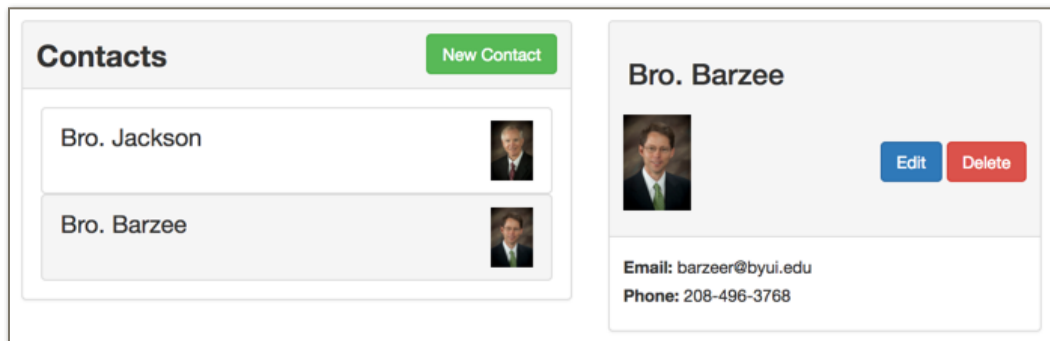 Contacts
New Contact
Bro. Jackson
Bro. Barzee
Bro. Barzee
Edit
Delete
Email: barzeer@byui.edu
Phone: 208-496-3768